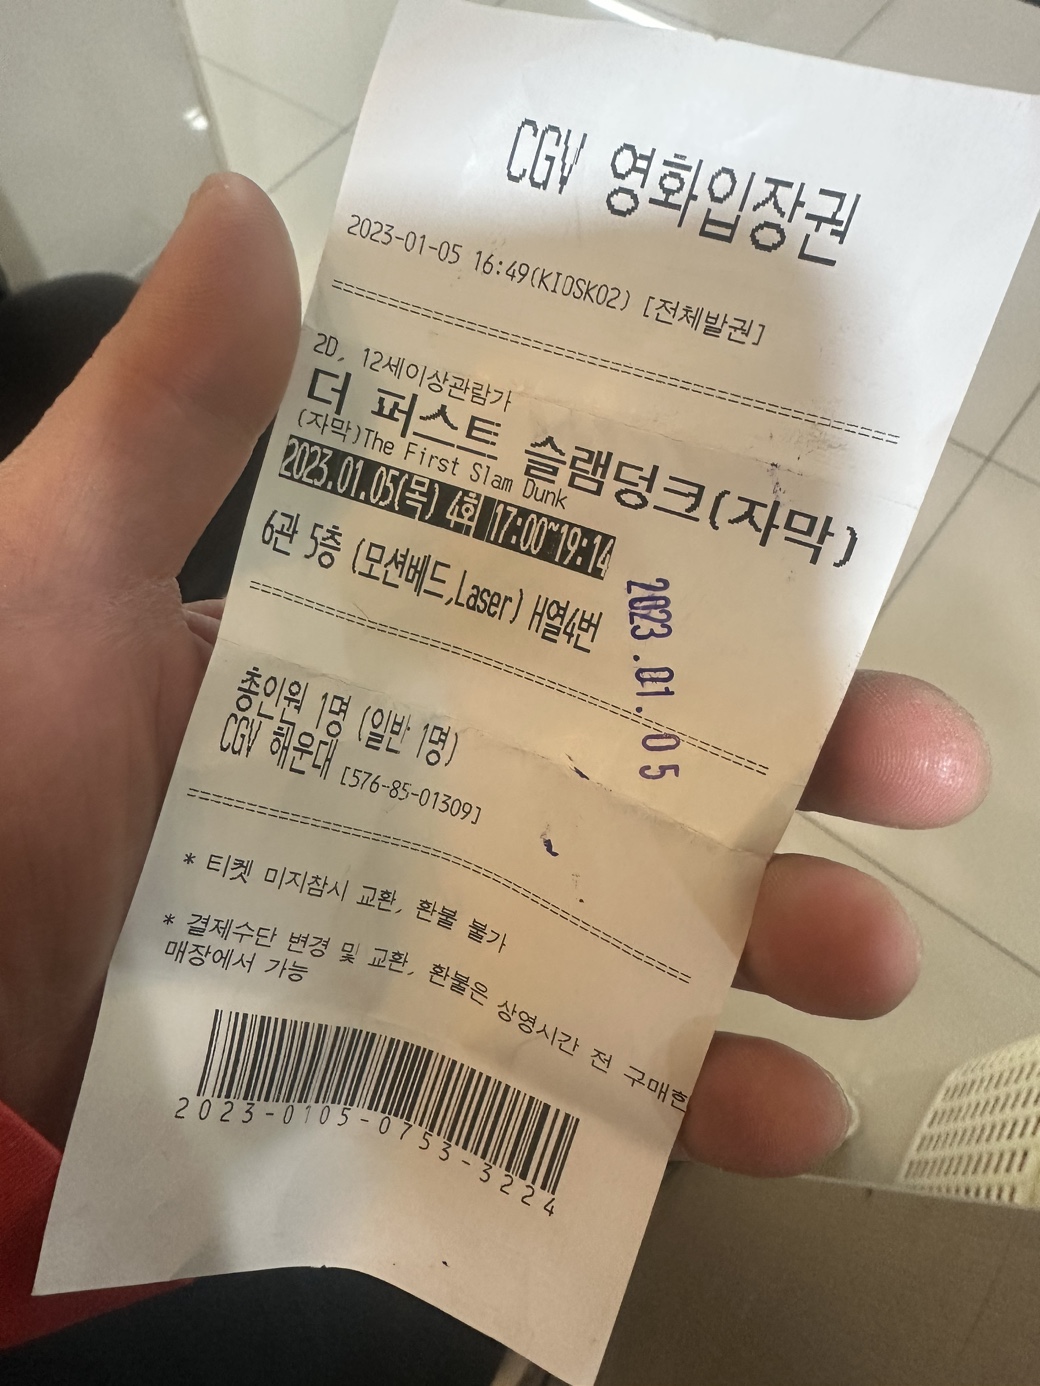 CGV 영화입장권
2023-01-05 16:49(KIOSK02) [전체발권]
2D, 12세이상관람가
더 퍼스트 슬램덩크(자막)
(자막)The First Slam Dunk
2023.01.05(목) 4회 17:00~19:14
6관 5층 (모션베드,Laser) H열4번
2023.01.05
총인원 1명 (일반 1명)
CGV 해운대 [576-85-01309]
* 티켓 미지참시 교환, 환불 불가
* 결제수단 변경 및 교환, 환불은 상영시간 전 구매한
매장에서 가능
2023-0105-0753-3224